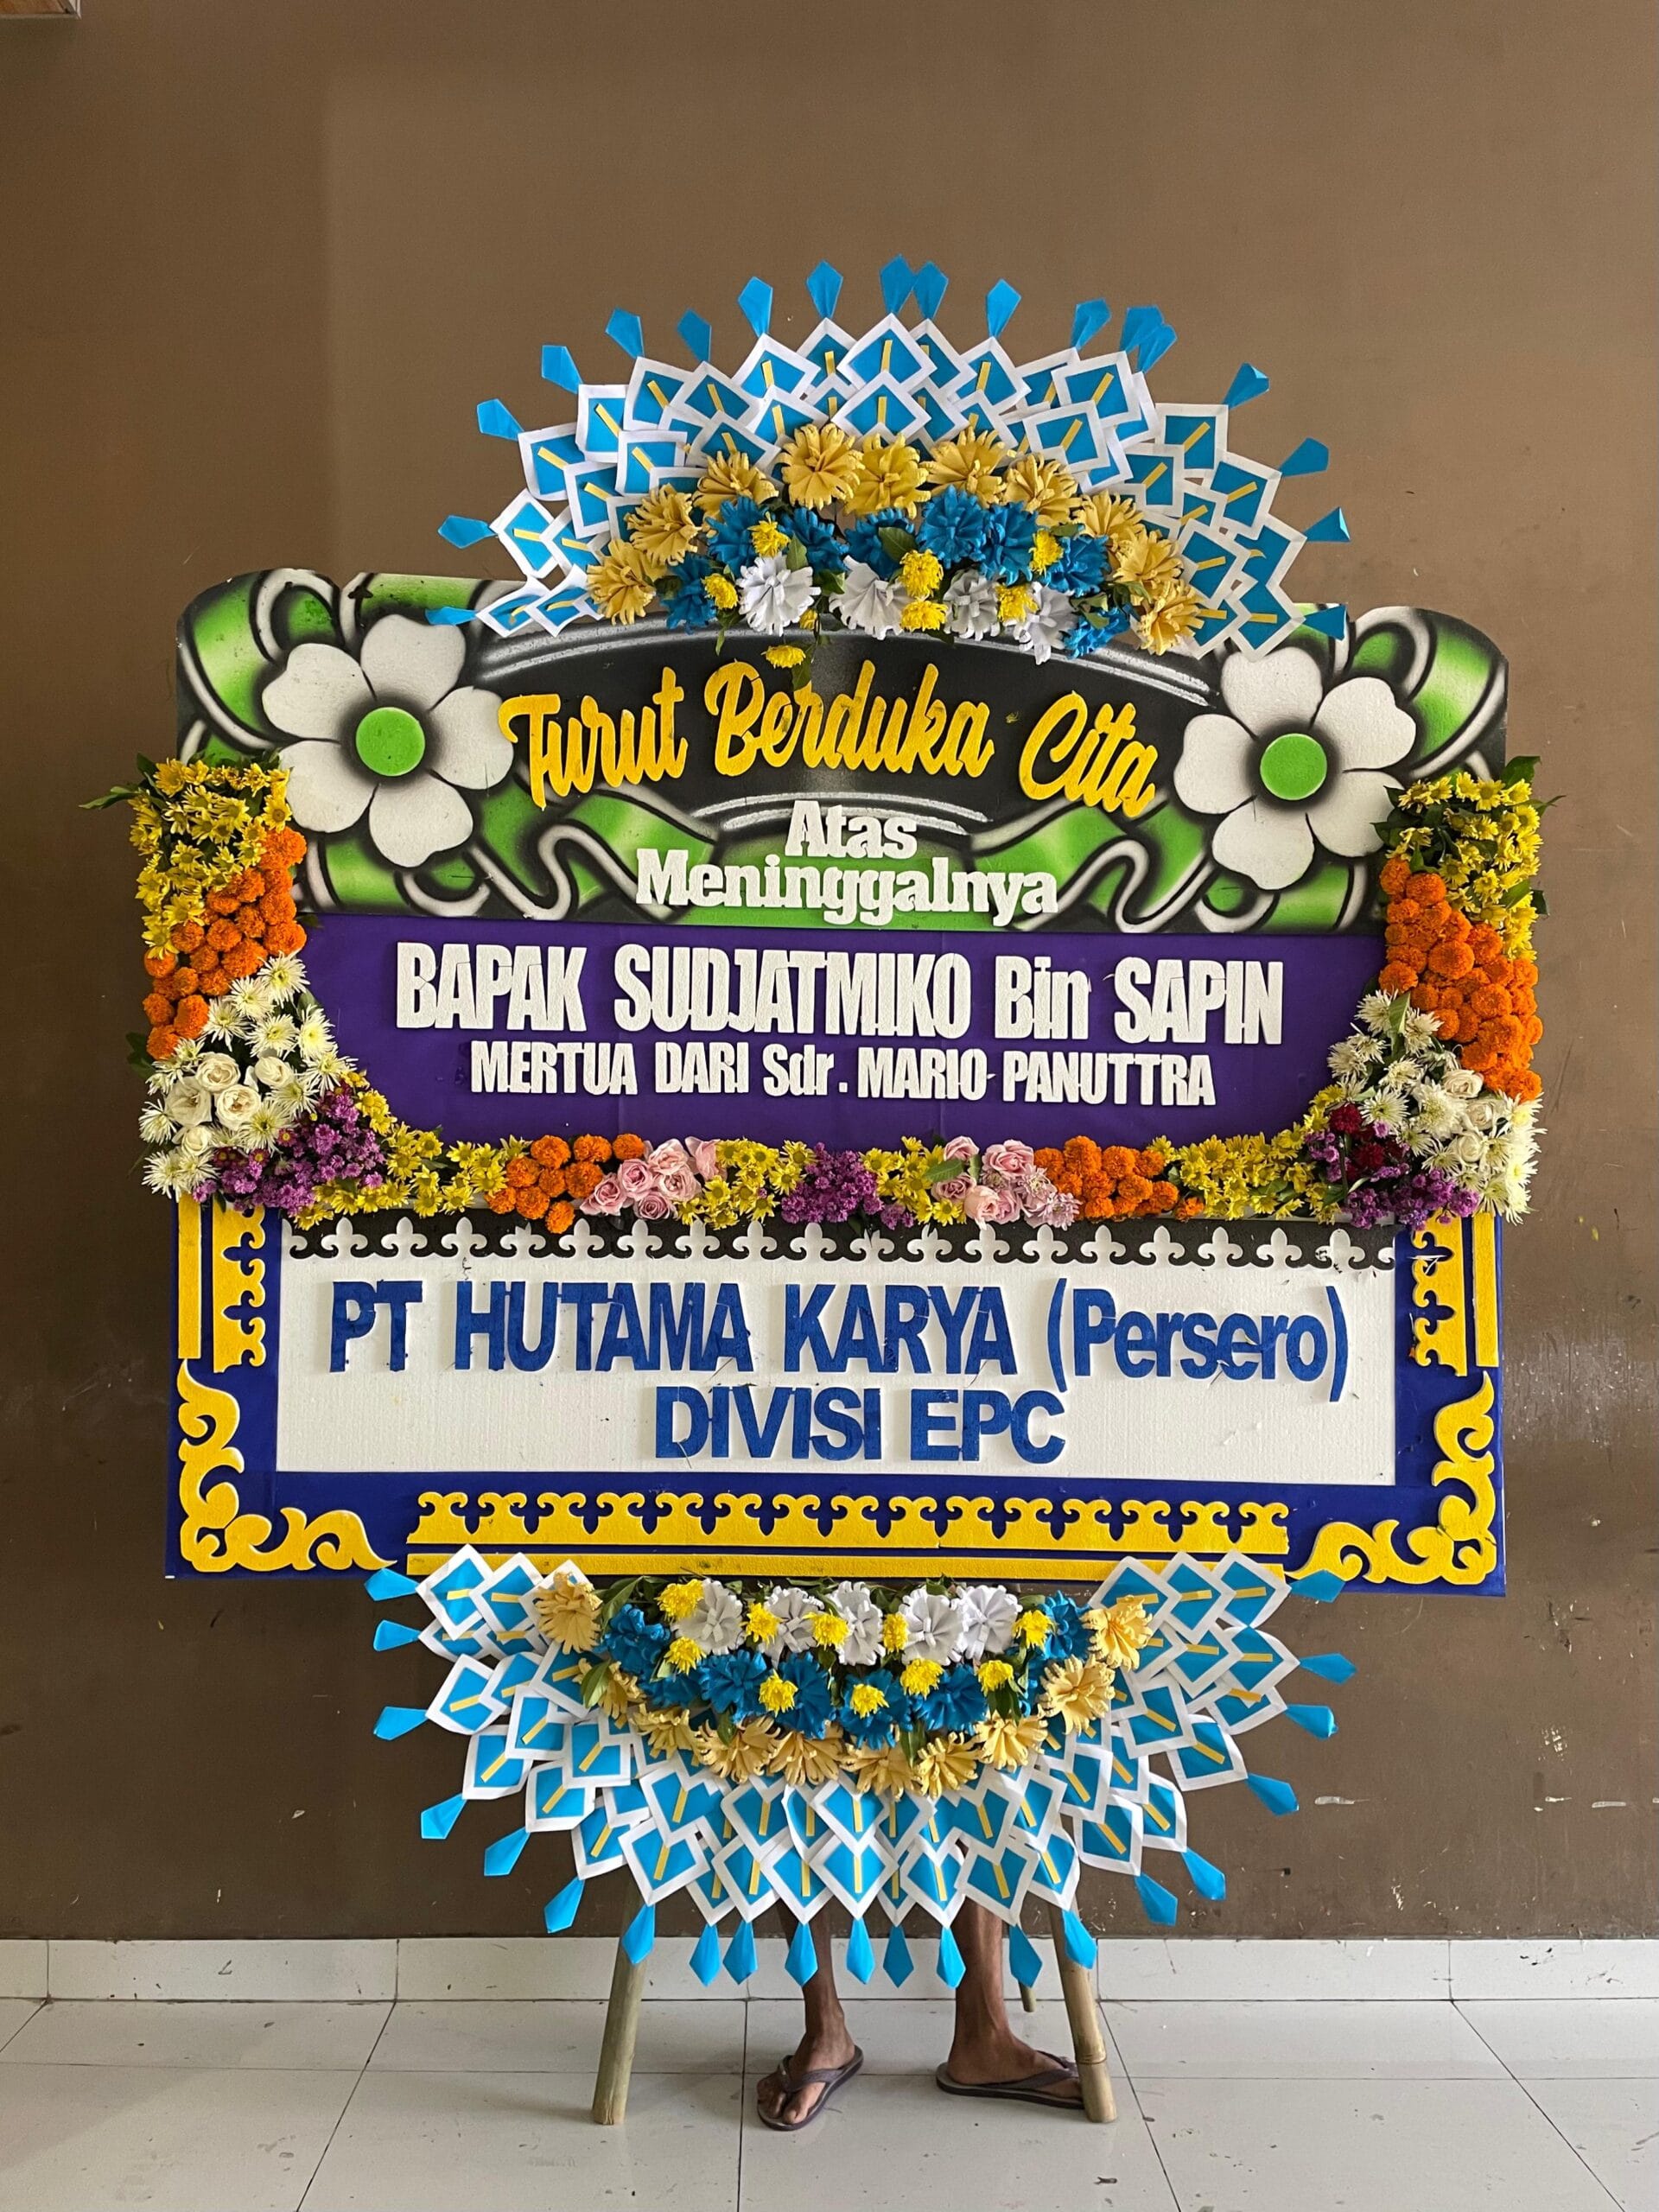 Turut Berduka Cita
Atas
Meninggalnya
BAPAK SUDJATMIKO Bin SAPIN
MERTUA DARI Sdr. MARIO PANUTTRA
PT HUTAMA KARYA (Persero)
DIVISI EPC